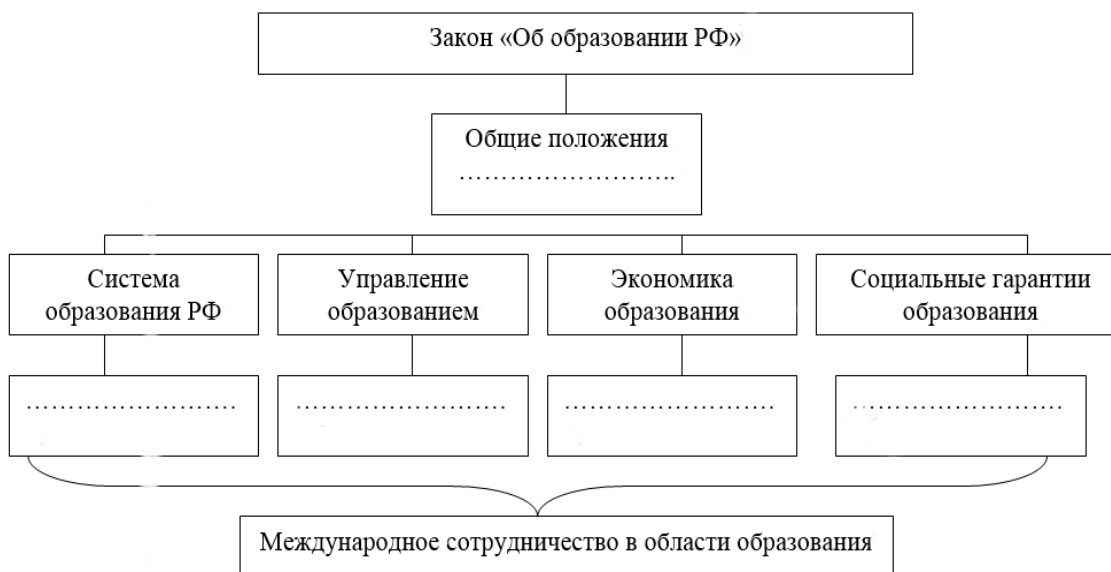 Закон «Об образовании РФ»
Общие положения
………………………..
Система
образования РФ
Управление
образованием
Экономика
образования
Социальные гарантии
образования
…………………….
…………………….
…………………….
…………………….
Международное сотрудничество в области образования